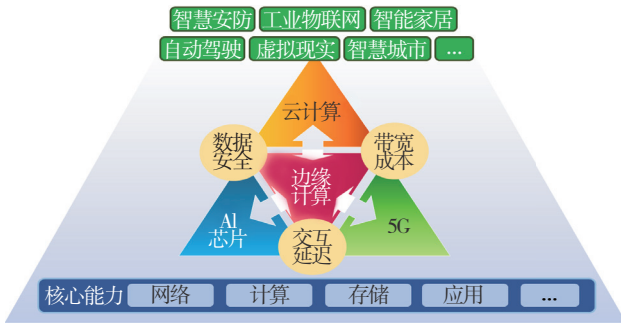 智慧安防 工业物联网 智能家居
自动驾驶 虚拟现实 智慧城市 ...
云计算
数据
安全
带宽
成本
边缘
计算
AI
芯片
5G
交互
延迟
核心能力 网络 计算 存储 应用 ...